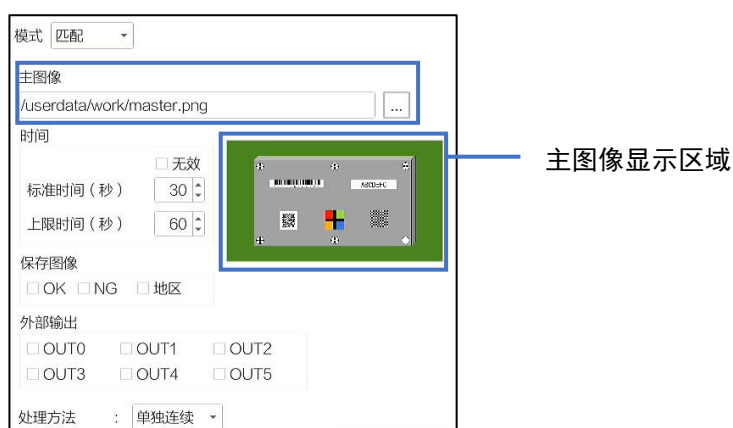 模式 匹配
主图像
/userdata/work/master.png ...
时间
无效
标准时间（秒） 30
上限时间（秒） 60
主图像显示区域
ABCDEFG
保存图像
OK NG 地区
外部输出
OUT0 OUT1 OUT2
OUT3 OUT4 OUT5
处理方法 : 单独连续